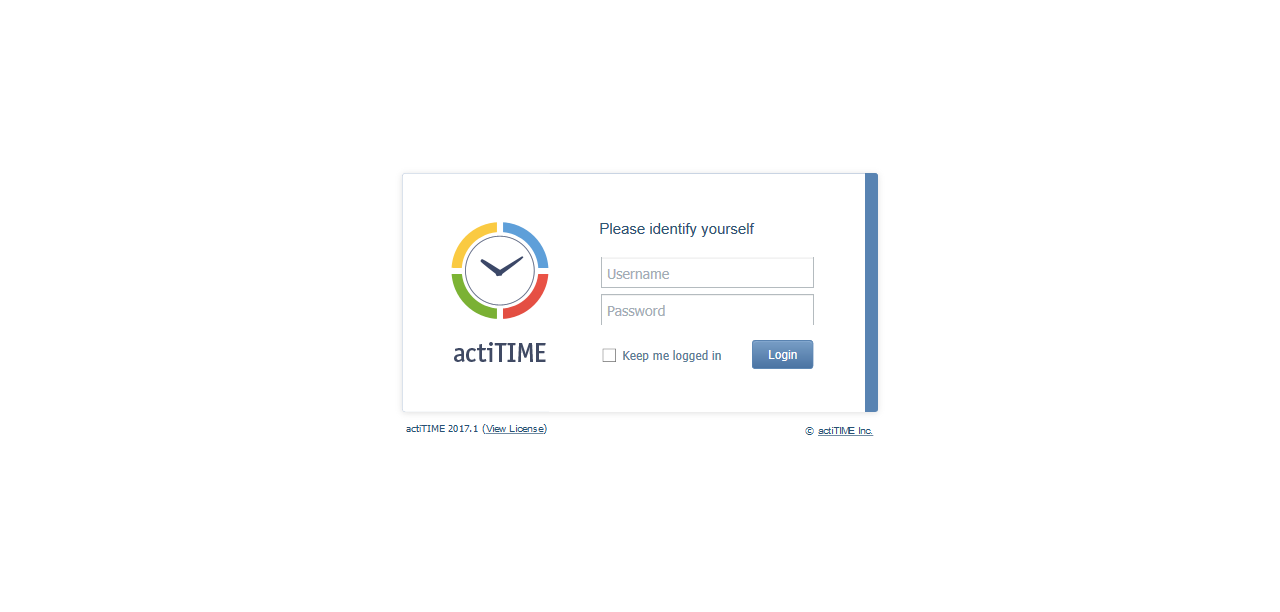 Please identify yourself
Username
Password
Keep me logged in
Login
actiTIME
actiTIME 2017.1 (View License)
© actiTIME Inc.